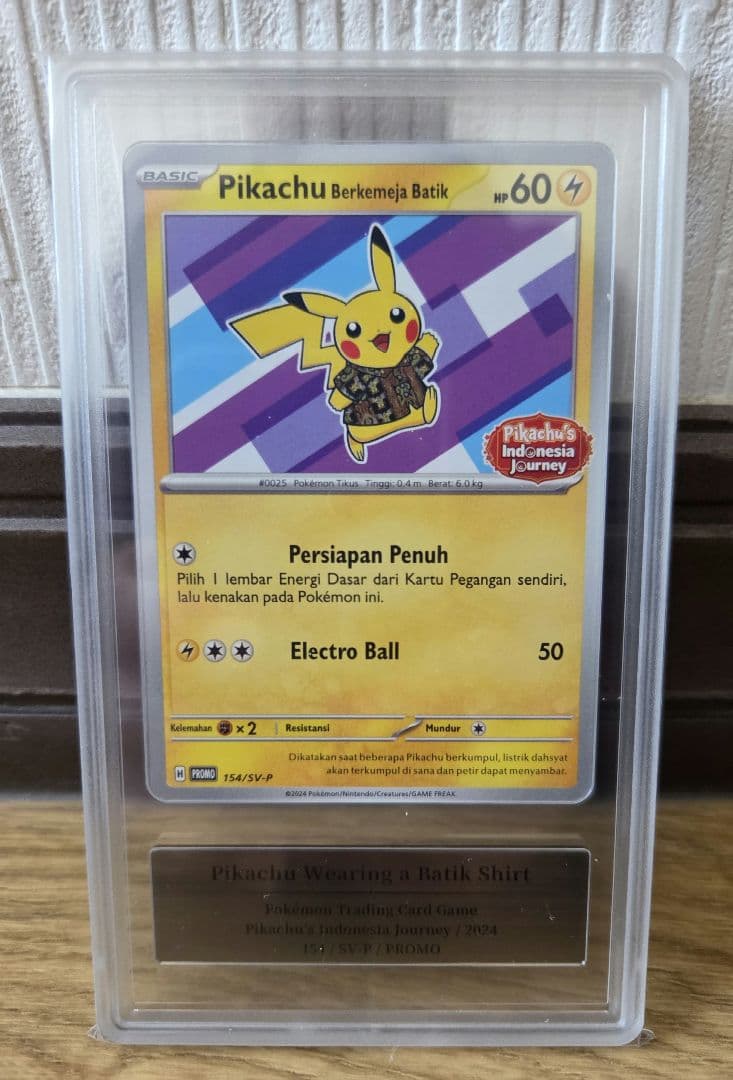 BASIC Pikachu Berkemeja Batik HP 60
Pikachu's
Indonesia
Journey
#0025 Pokémon Tikus Tinggi: 0.4 m Berat: 6.0 kg
Persiapan Penuh
Pilih 1 lembar Energi Dasar dari Kartu Pegangan sendiri,
lalu kenakan pada Pokémon ini.
Electro Ball 50
Kelemahan ×2 Resistansi Mundur
Dikatakan saat beberapa Pikachu berkumpul, listrik dahsyat
akan terkumpul di sana dan petir dapat menyambar.
H PROMO 154/SV-P
©2024 Pokémon/Nintendo/Creatures/GAME FREAK
Pikachu Wearing a Batik Shirt
Pokémon Trading Card Game
Pikachu's Indonesia Journey / 2024
154 / SV-P / PROMO